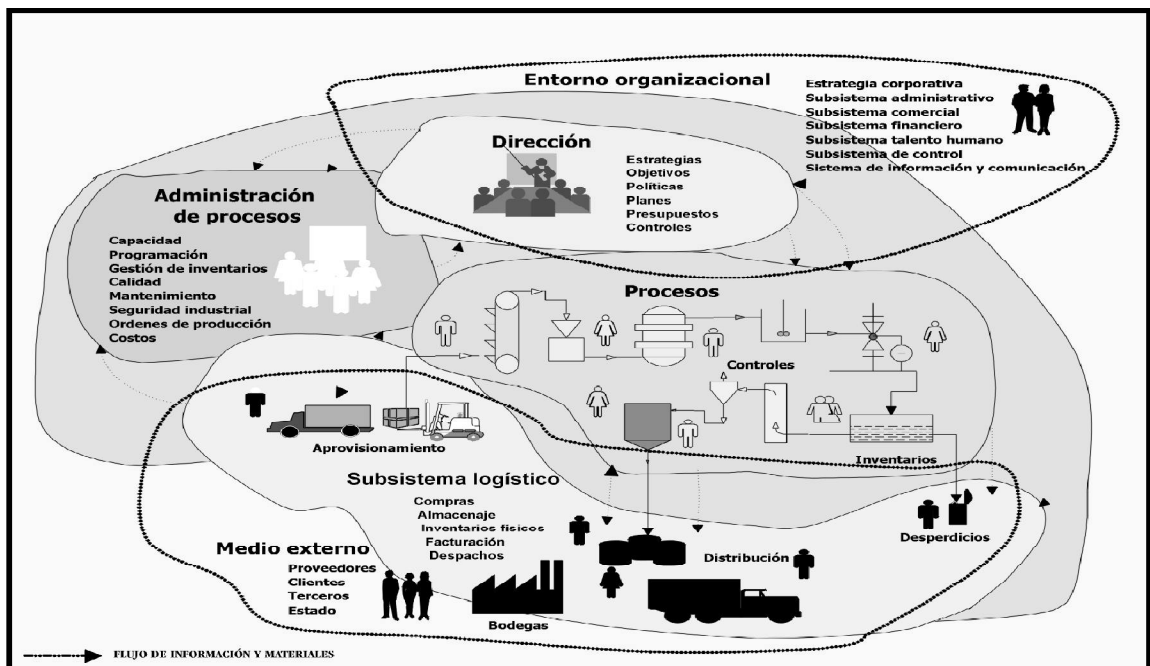 Entorno organizacional
Estrategia corporativa
Subsistema administrativo
Subsistema comercial
Subsistema financiero
Subsistema talento humano
Subsistema de control
Sistema de información y comunicación
Dirección
Estrategias
Objetivos
Políticas
Planes
Presupuestos
Controles
Administración
de procesos
Capacidad
Programación
Gestión de inventarios
Calidad
Mantenimiento
Seguridad industrial
Ordenes de producción
Costos
Procesos
Controles
Inventarios
Aprovisionamiento
Subsistema logístico
Compras
Almacenaje
Inventarios físicos
Facturación
Despachos
Desperdicios
Distribución
Medio externo
Proveedores
Clientes
Terceros
Estado
Bodegas
FLUJO DE INFORMACIÓN Y MATERIALES